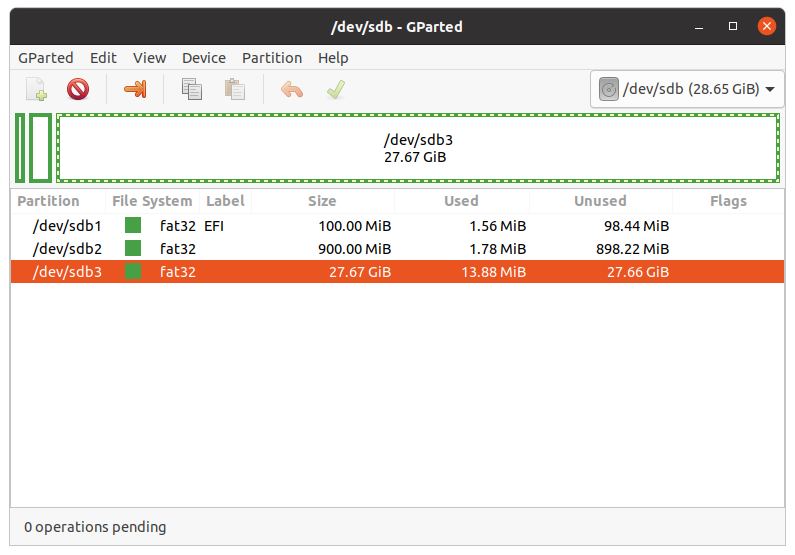 /dev/sdb - GParted
GParted Edit View Device Partition Help
/dev/sdb (28.65 GiB)
/dev/sdb3
27.67 GiB
Partition File System Label Size Used Unused Flags
/dev/sdb1 fat32 EFI 100.00 MiB 1.56 MiB 98.44 MiB
/dev/sdb2 fat32 900.00 MiB 1.78 MiB 898.22 MiB
/dev/sdb3 fat32 27.67 GiB 13.88 MiB 27.66 GiB
0 operations pending